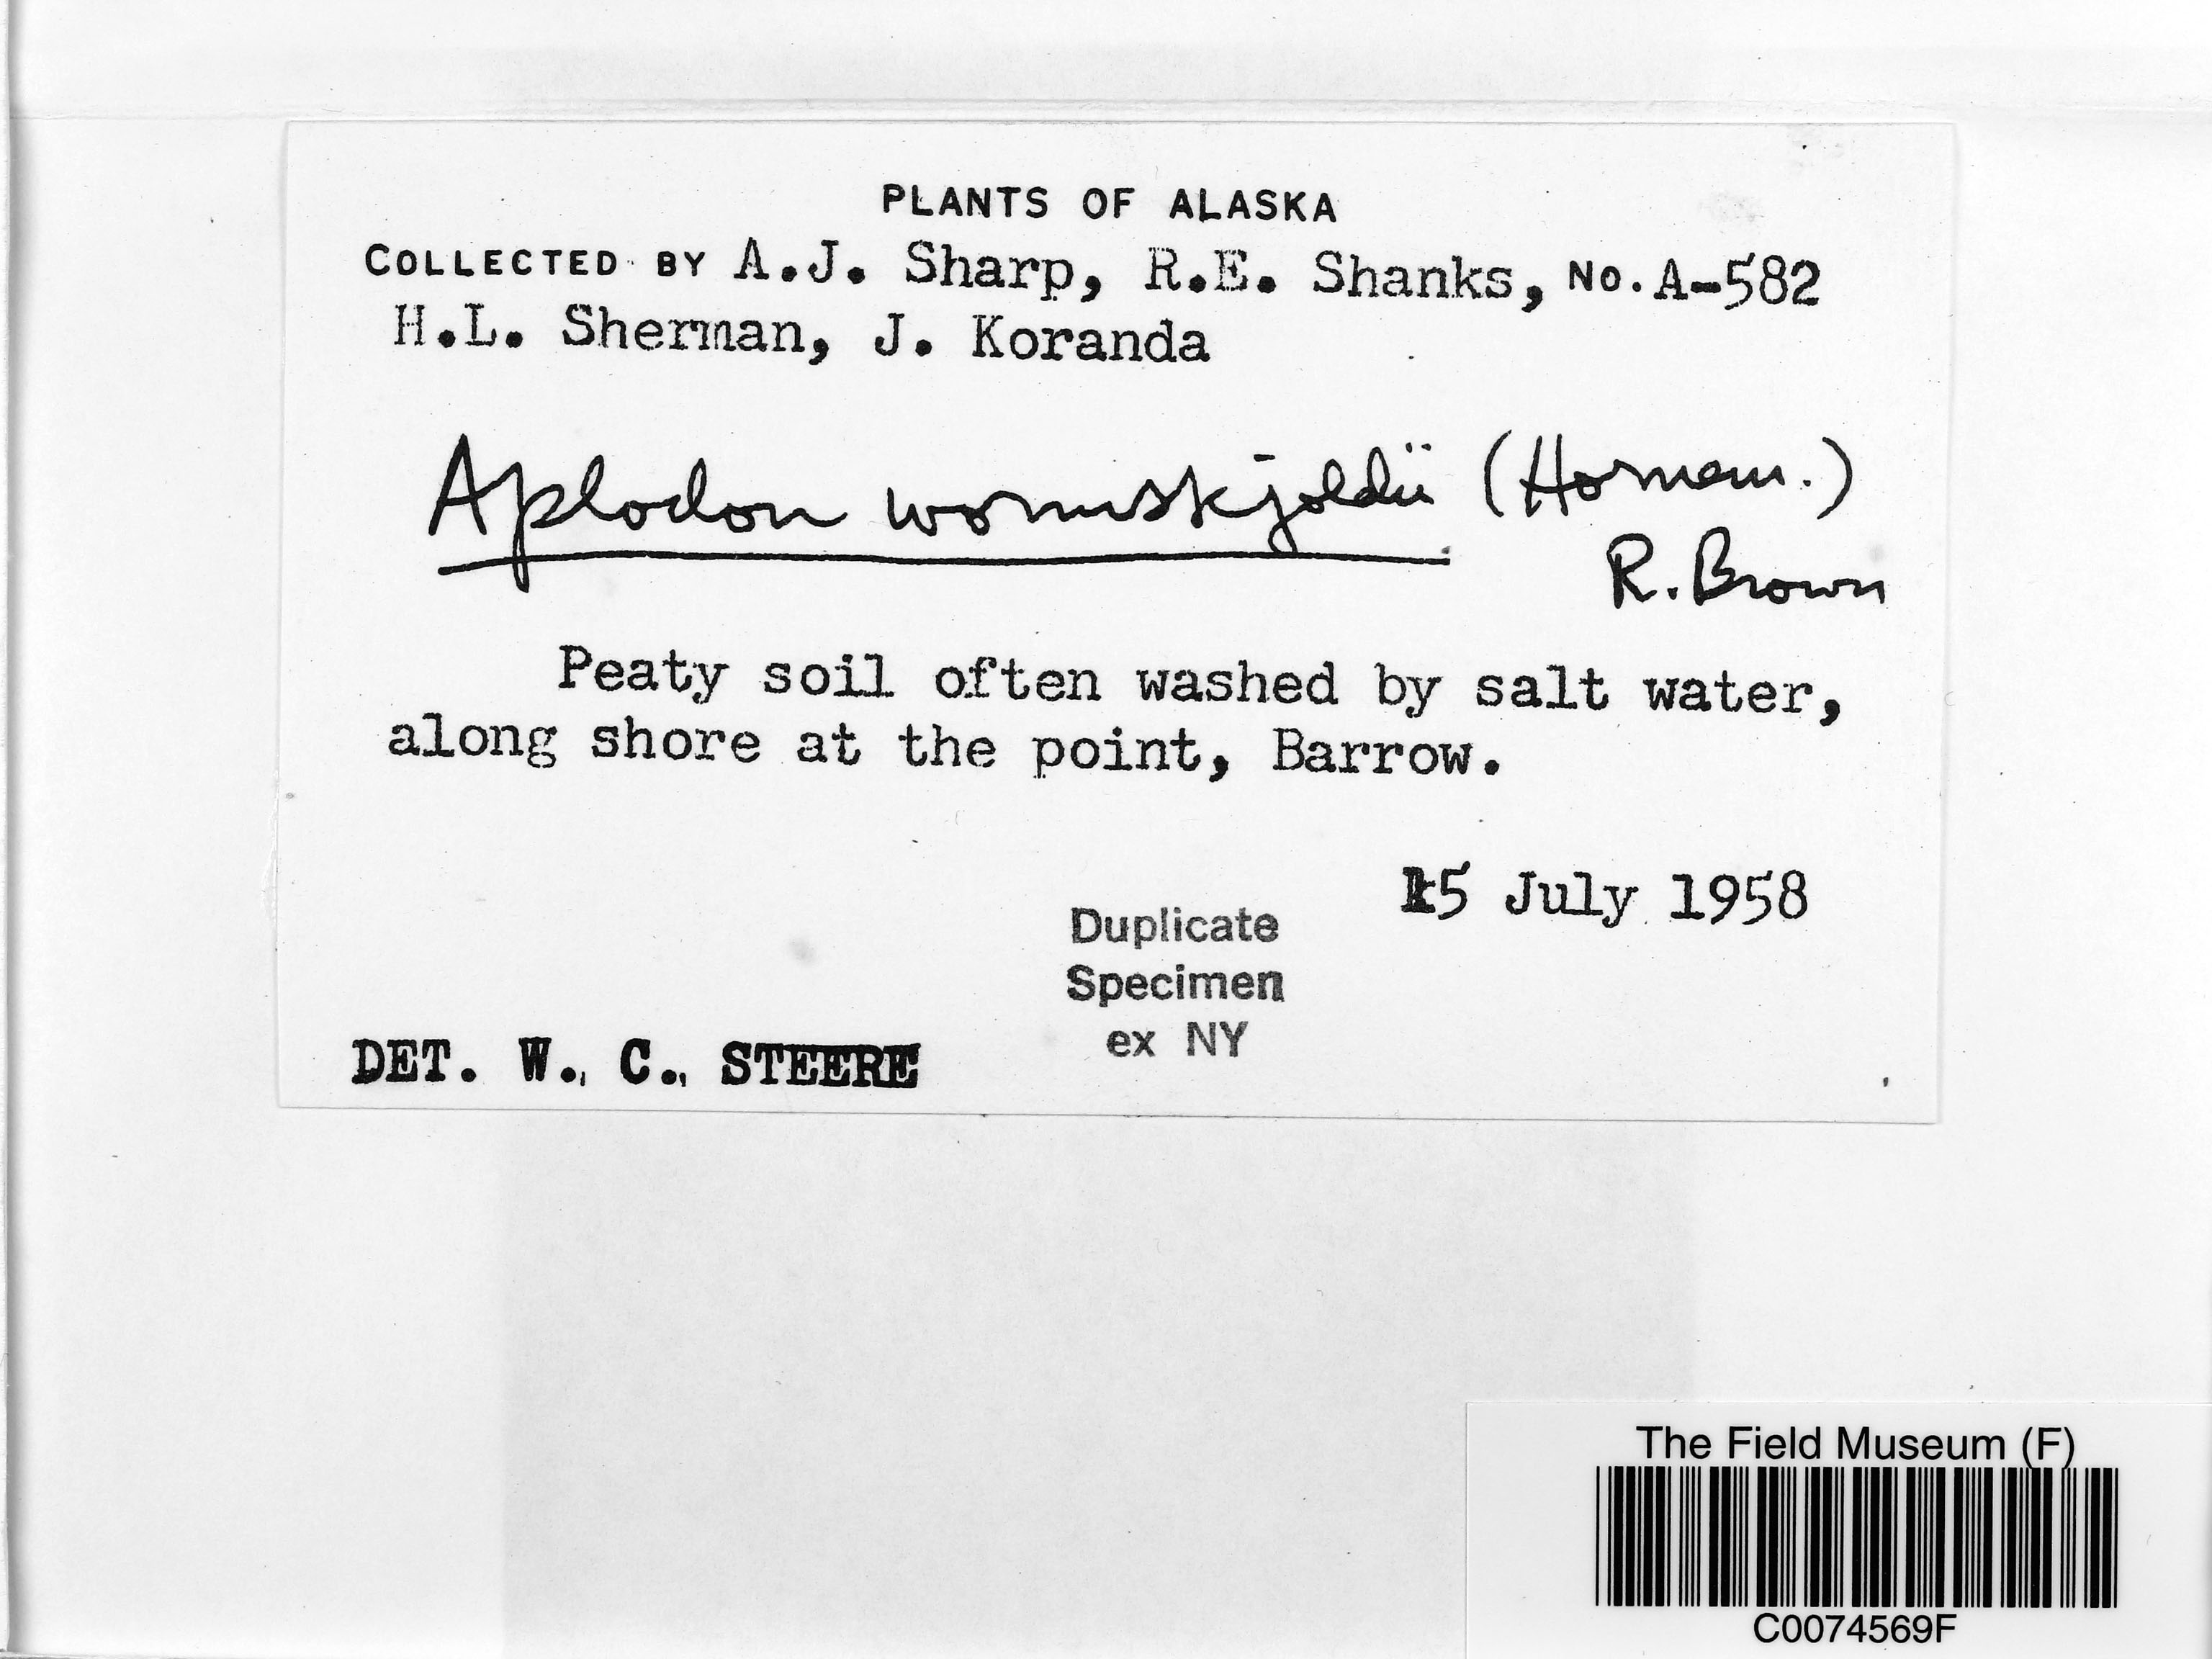 PLANTS OF ALASKA
COLLECTED BY A.J. Sharp, R.E. Shanks, No. A-582
H.L. Sherman, J. Koranda
Aplodon wormskjoldii (Hornem.)
R. Brown
Peaty soil often washed by salt water,
along shore at the point, Barrow.
15 July 1958
Duplicate
Specimen
ex NY
DET. W. C. STEERE
The Field Museum (F)
C0074569F